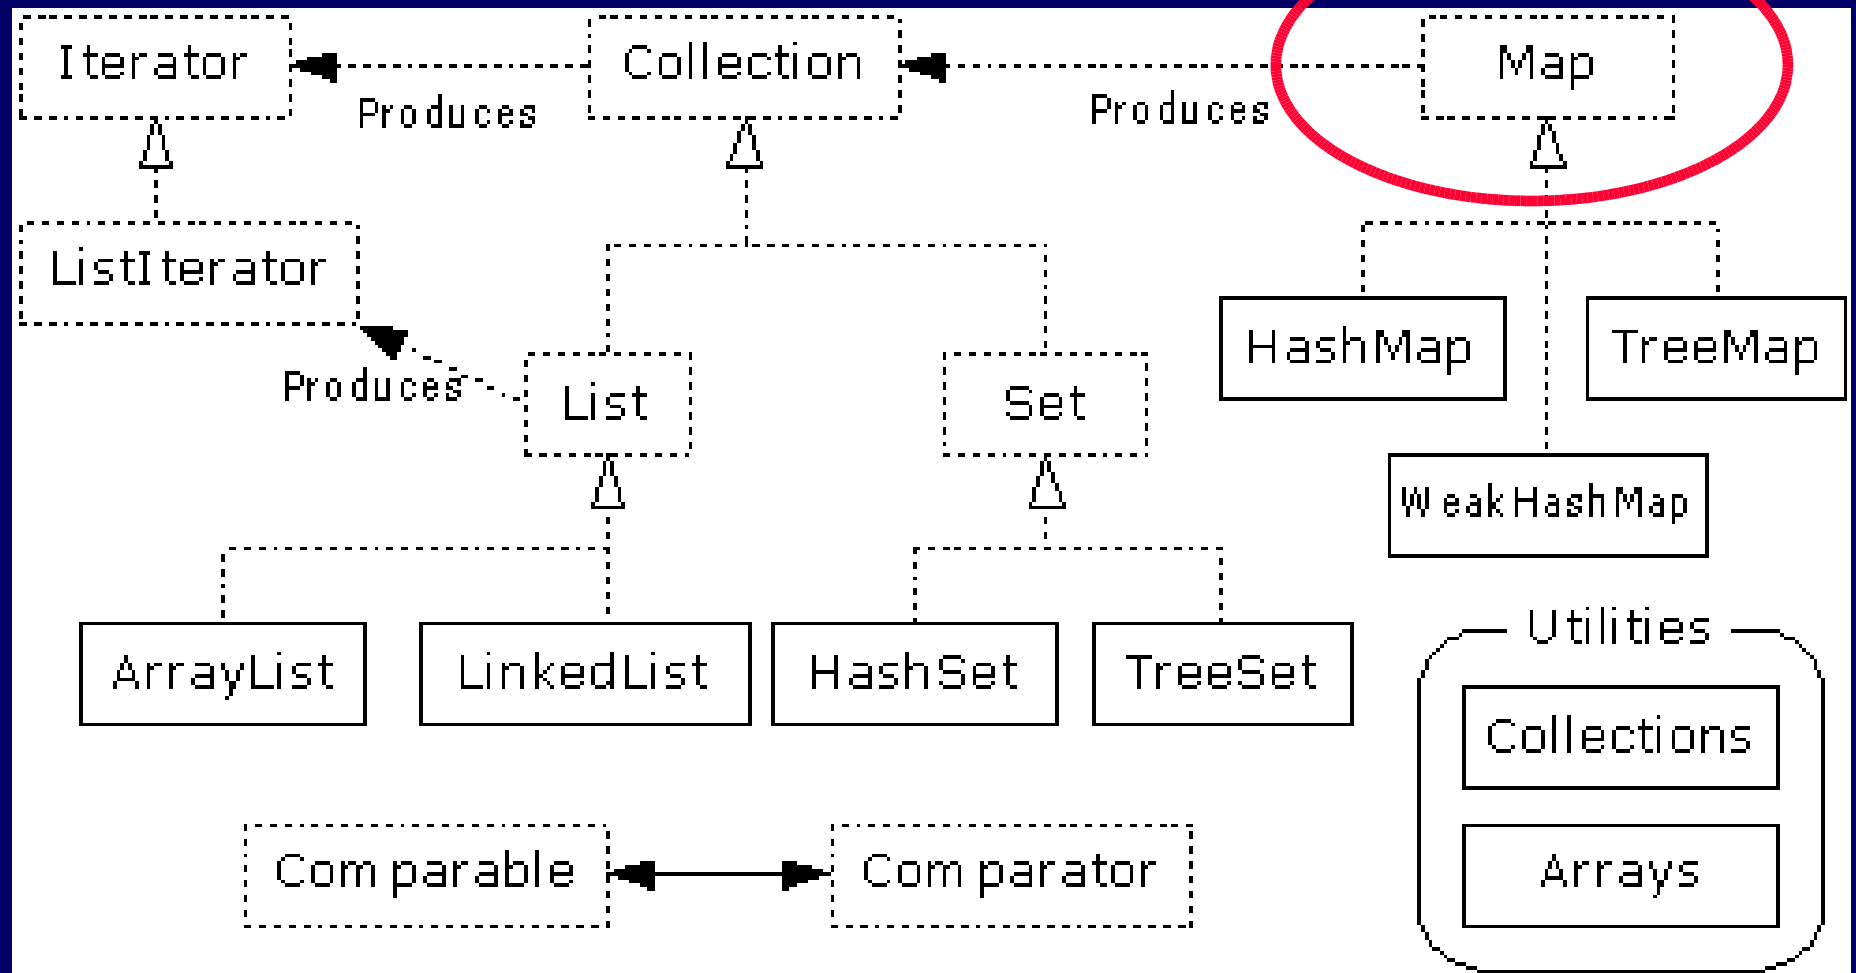 Iterator
Collection
Map
Produces
Produces
ListIterator
HashMap
TreeMap
Produces
List
Set
WeakHashMap
Utilities
ArrayList
LinkedList
HashSet
TreeSet
Collections
Comparable
Comparator
Arrays